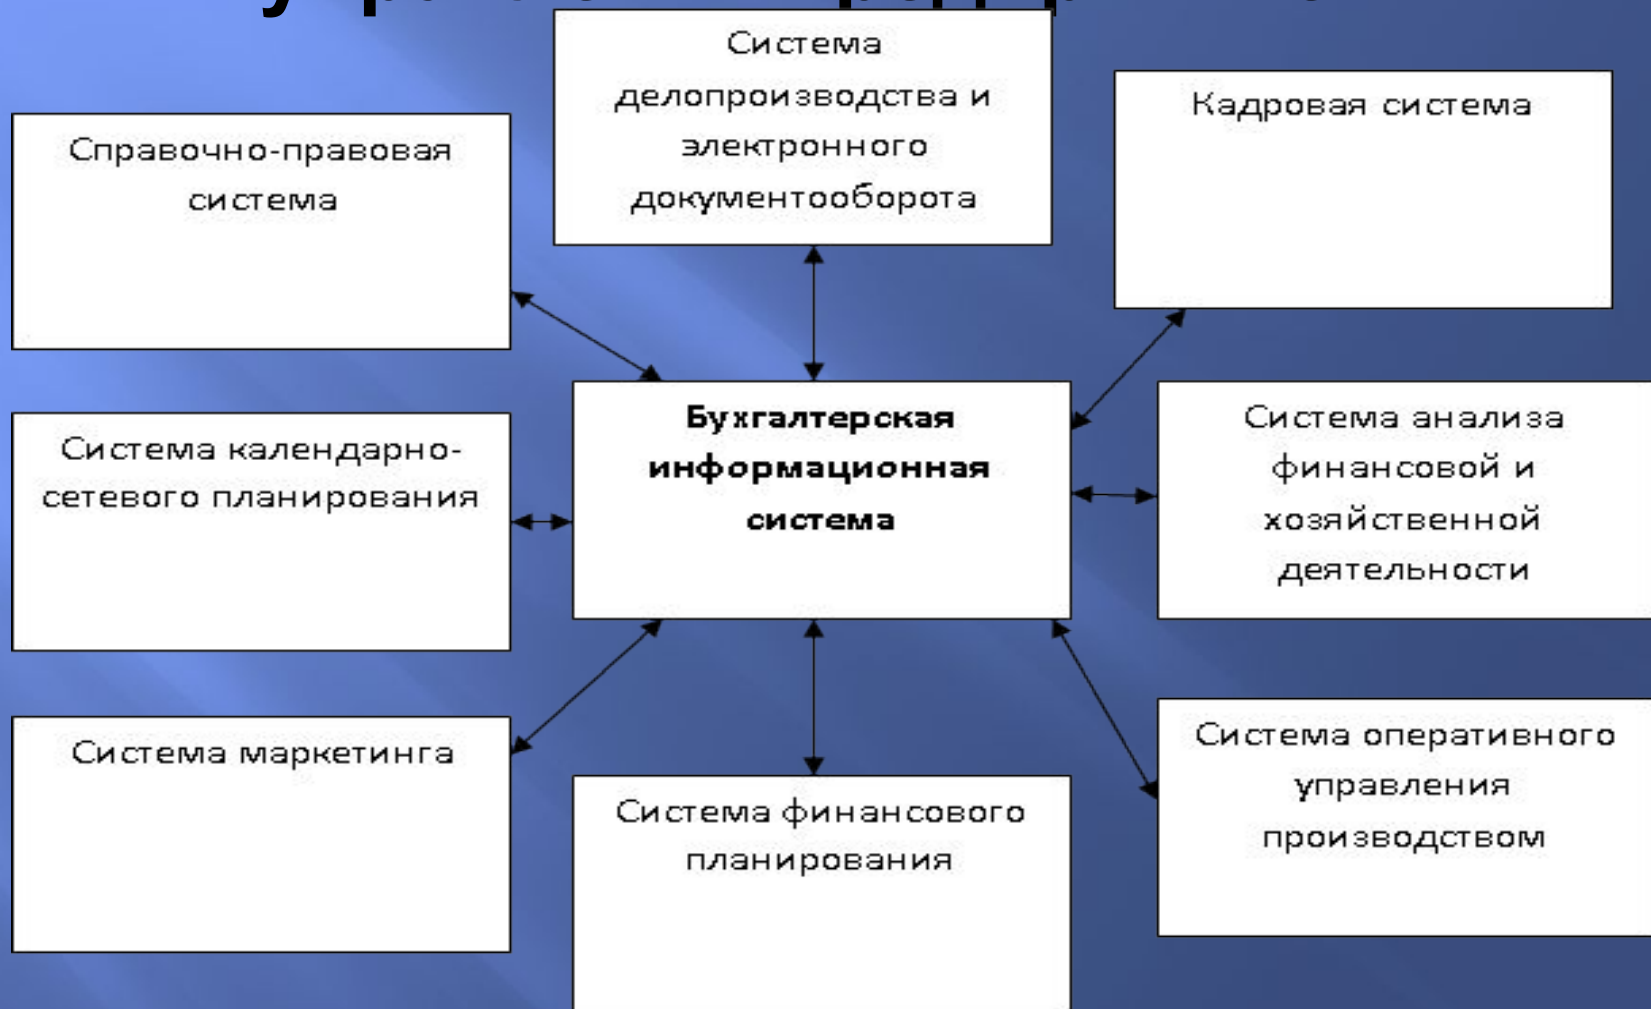 Система
делопроизводства и
электронного
документооборота
Кадровая система
Справочно-правовая
система
Бухгалтерская
информационная
система
Система анализа
финансовой и
хозяйственной
деятельности
Система календарно-
сетевого планирования
Система маркетинга
Система финансового
планирования
Система оперативного
управления
производством